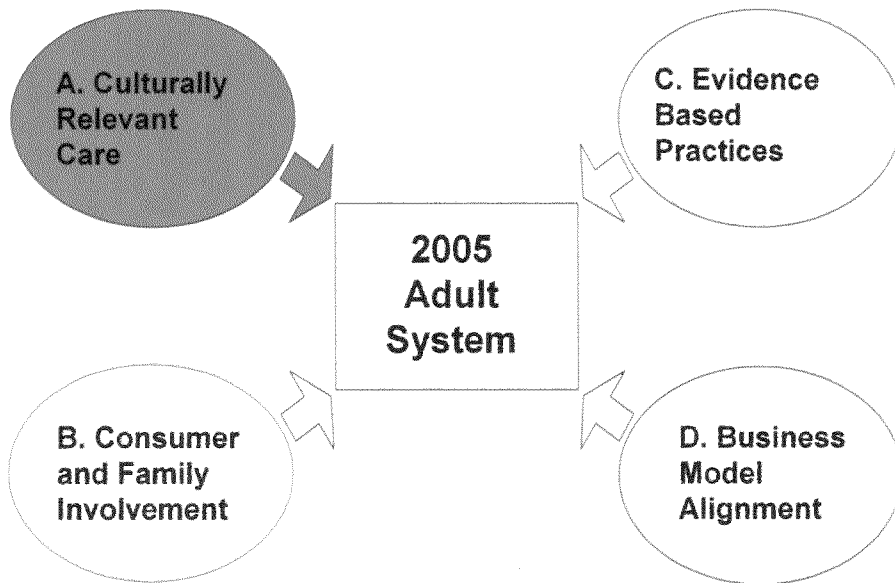 A. Culturally
Relevant
Care
C. Evidence
Based
Practices
2005
Adult
System
B. Consumer
and Family
Involvement
D. Business
Model
Alignment